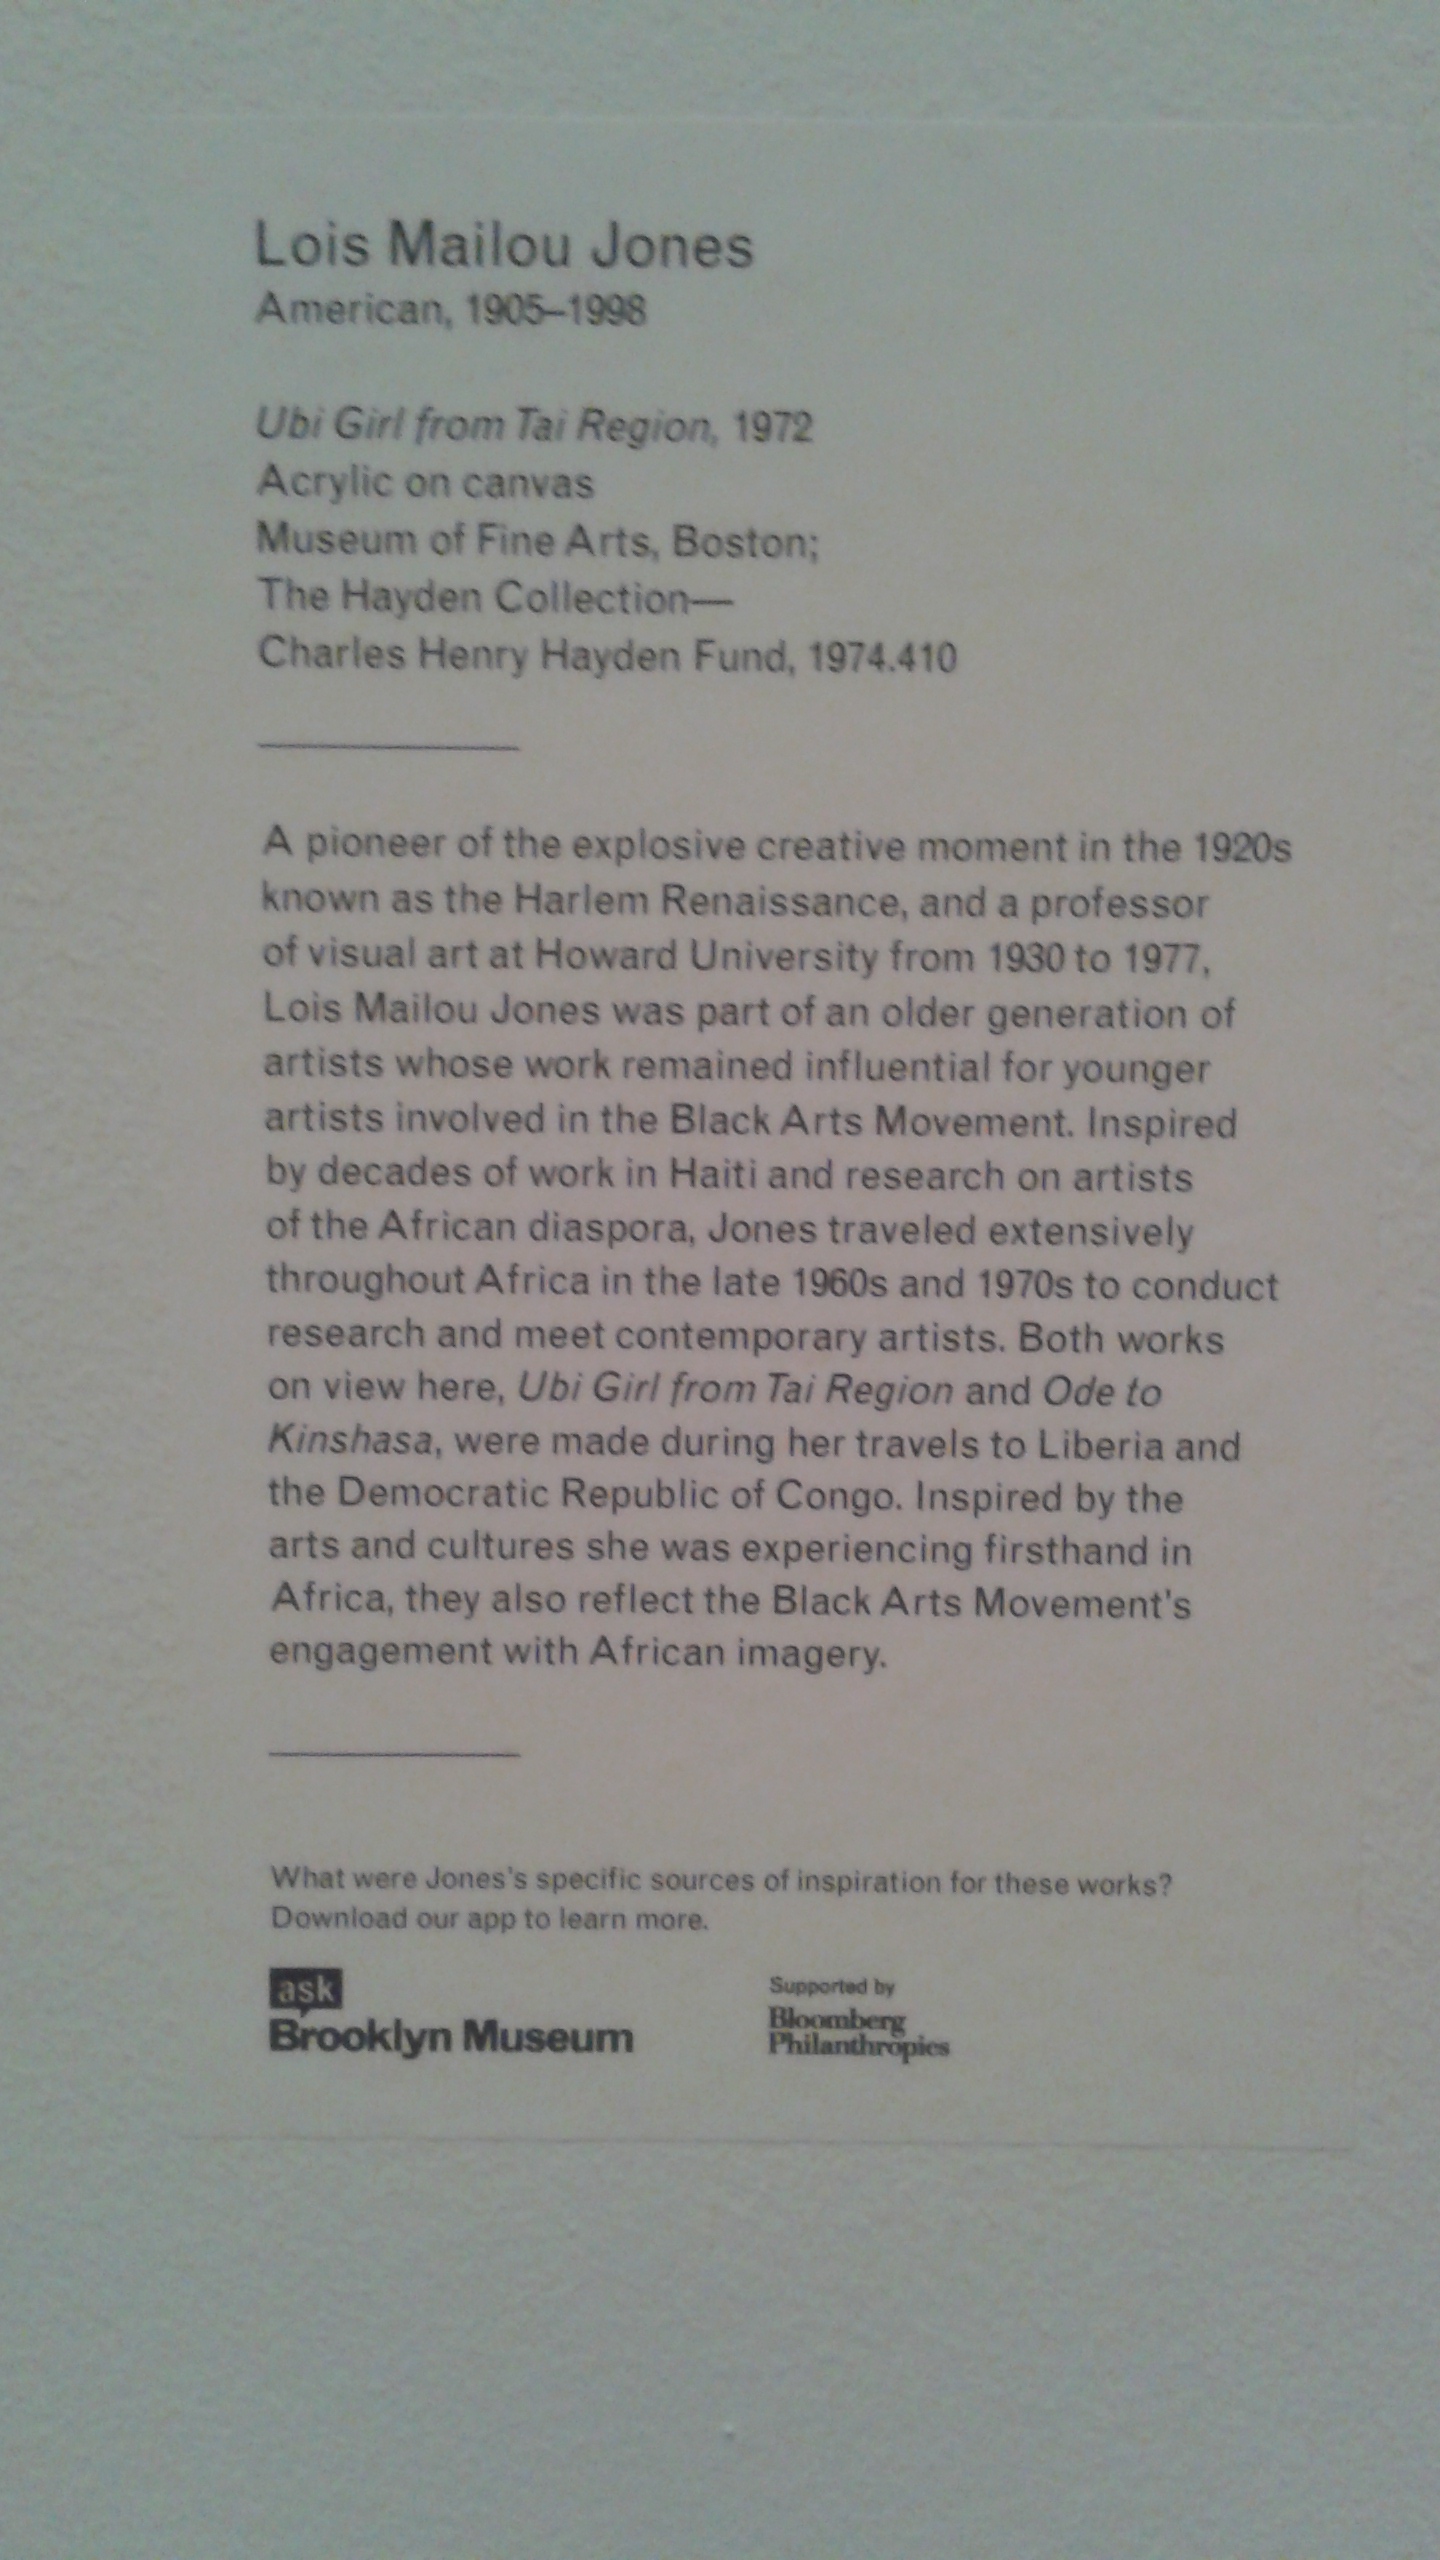 Lois Mailou Jones
American, 1905–1998
Ubi Girl from Tai Region, 1972
Acrylic on canvas
Museum of Fine Arts, Boston;
The Hayden Collection—
Charles Henry Hayden Fund, 1974.410
A pioneer of the explosive creative moment in the 1920s
known as the Harlem Renaissance, and a professor
of visual art at Howard University from 1930 to 1977,
Lois Mailou Jones was part of an older generation of
artists whose work remained influential for younger
artists involved in the Black Arts Movement. Inspired
by decades of work in Haiti and research on artists
of the African diaspora, Jones traveled extensively
throughout Africa in the late 1960s and 1970s to conduct
research and meet contemporary artists. Both works
on view here, Ubi Girl from Tai Region and Ode to
Kinshasa, were made during her travels to Liberia and
the Democratic Republic of Congo. Inspired by the
arts and cultures she was experiencing firsthand in
Africa, they also reflect the Black Arts Movement's
engagement with African imagery.
What were Jones's specific sources of inspiration for these works?
Download our app to learn more.
ask
Brooklyn Museum
Supported by
Bloomberg
Philanthropies